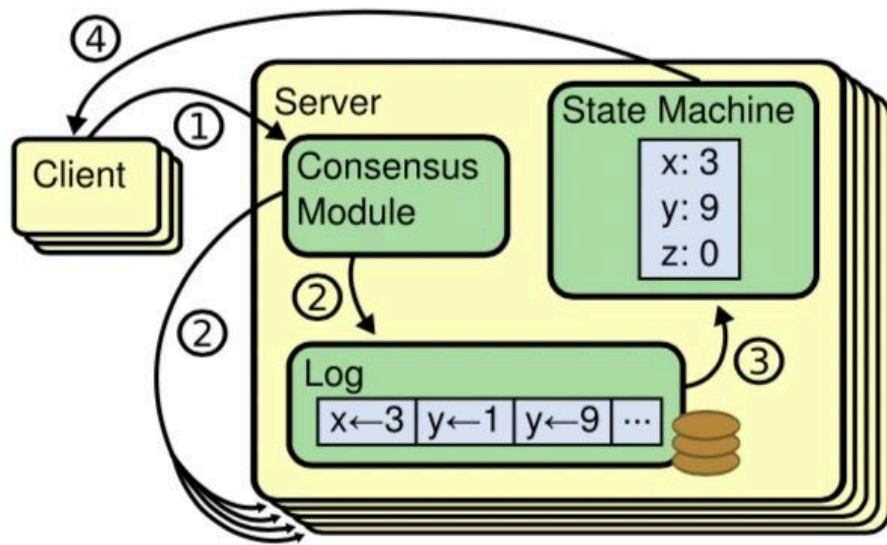 ④
①
Server
State Machine
Client
Consensus
Module
x: 3
y: 9
z: 0
②
②
③
Log
x←3 y←1 y←9 ...